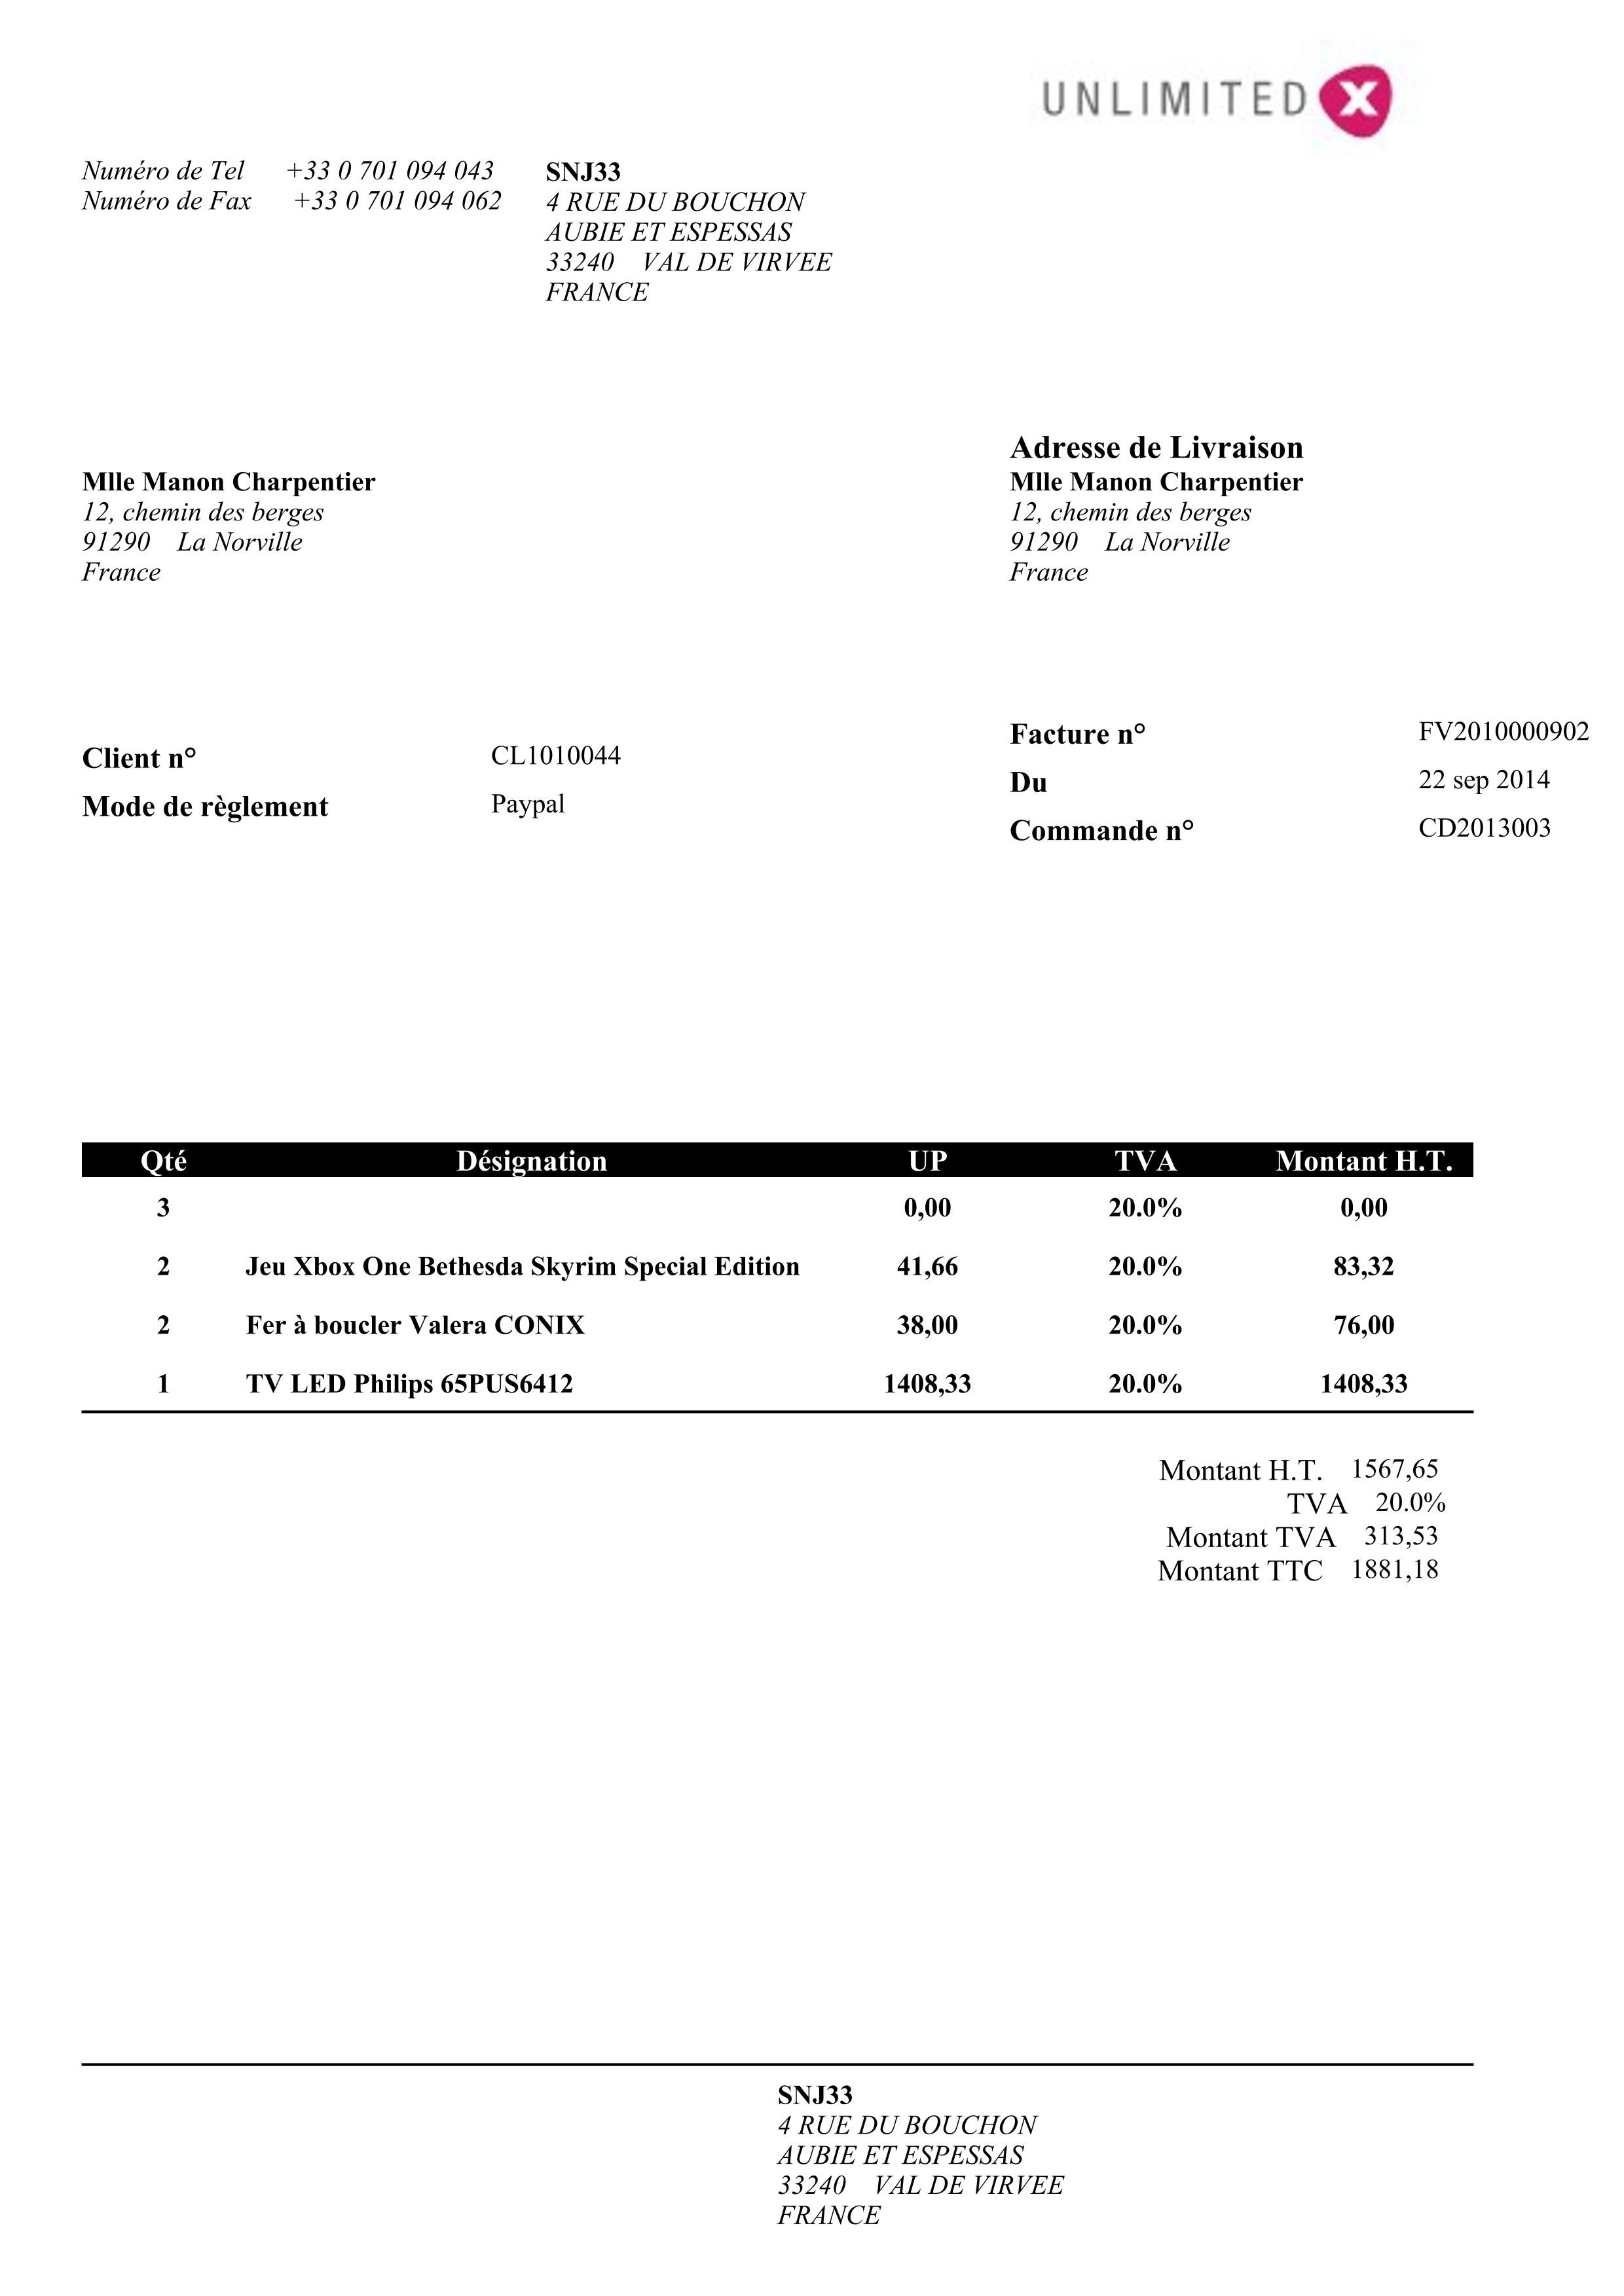 UNLIMITED X
Numéro de Tel +33 0 701 094 043
Numéro de Fax +33 0 701 094 062
SNJ33
4 RUE DU BOUCHON
AUBIE ET ESPESSAS
33240 VAL DE VIRVEE
FRANCE
Mlle Manon Charpentier
12, chemin des berges
91290 La Norville
France
Adresse de Livraison
Mlle Manon Charpentier
12, chemin des berges
91290 La Norville
France
Client n° CL1010044
Mode de règlement Paypal
Facture n° FV2010000902
Du 22 sep 2014
Commande n° CD2013003
Qté Désignation UP TVA Montant H.T.
3 0,00 20.0% 0,00
2 Jeu Xbox One Bethesda Skyrim Special Edition 41,66 20.0% 83,32
2 Fer à boucler Valera CONIX 38,00 20.0% 76,00
1 TV LED Philips 65PUS6412 1408,33 20.0% 1408,33
Montant H.T. 1567,65
TVA 20.0%
Montant TVA 313,53
Montant TTC 1881,18
SNJ33
4 RUE DU BOUCHON
AUBIE ET ESPESSAS
33240 VAL DE VIRVEE
FRANCE